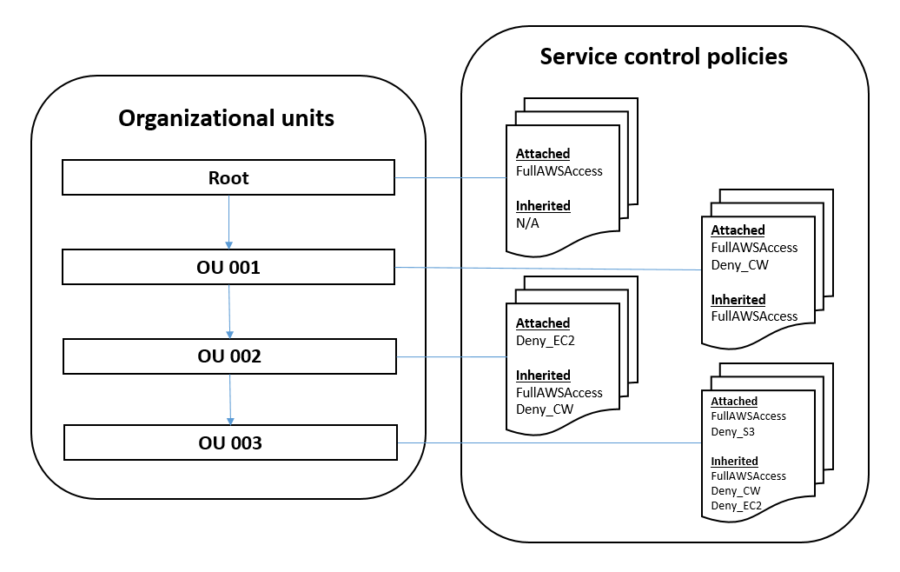 Service control policies
Organizational units
Root
OU 001
OU 002
OU 003
Attached
FullAWSAccess
Inherited
N/A
Attached
FullAWSAccess
Deny_CW
Inherited
FullAWSAccess
Attached
Deny_EC2
Inherited
FullAWSAccess
Deny_CW
Attached
FullAWSAccess
Deny_S3
Inherited
FullAWSAccess
Deny_CW
Deny_EC2